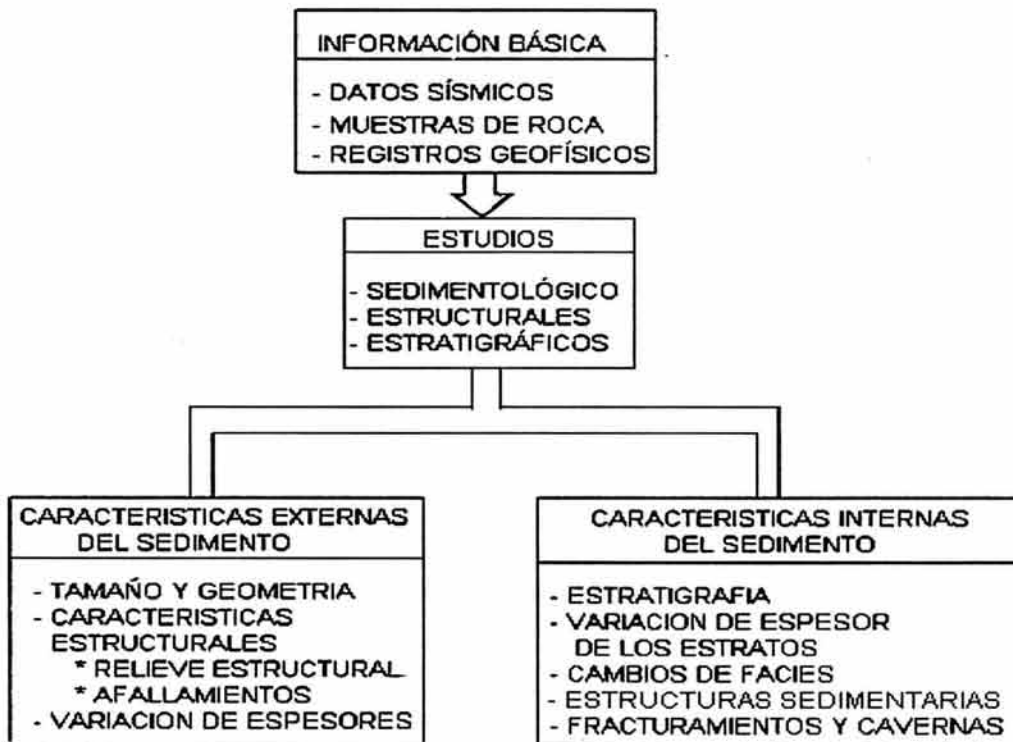 INFORMACIÓN BÁSICA
- DATOS SÍSMICOS
- MUESTRAS DE ROCA
- REGISTROS GEOFÍSICOS
ESTUDIOS
- SEDIMENTOLÓGICO
- ESTRUCTURALES
- ESTRATIGRÁFICOS
CARACTERISTICAS EXTERNAS
DEL SEDIMENTO
- TAMAÑO Y GEOMETRIA
- CARACTERISTICAS
ESTRUCTURALES
* RELIEVE ESTRUCTURAL
* AFALLAMIENTOS
- VARIACION DE ESPESORES
CARACTERISTICAS INTERNAS
DEL SEDIMENTO
- ESTRATIGRAFIA
- VARIACION DE ESPESOR
DE LOS ESTRATOS
- CAMBIOS DE FACIES
- ESTRUCTURAS SEDIMENTARIAS
- FRACTURAMIENTOS Y CAVERNAS